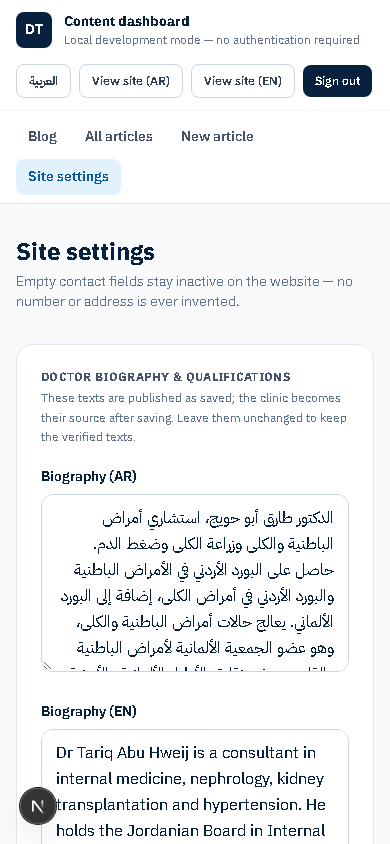 DT
Content dashboard
Local development mode — no authentication required
العربية
View site (AR)
View site (EN)
Sign out
Blog
All articles
New article
Site settings
Site settings
Empty contact fields stay inactive on the website — no
number or address is ever invented.
DOCTOR BIOGRAPHY & QUALIFICATIONS
These texts are published as saved; the clinic becomes
their source after saving. Leave them unchanged to keep
the verified texts.
Biography (AR)
الدكتور طارق أبو حويج، استشاري أمراض
الباطنية والكلى وزراعة الكلى وضغط الدم.
حاصل على البورد الأردني في الأمراض الباطنية
والبورد الأردني في أمراض الكلى، إضافة إلى البورد
الألماني. يعالج حالات أمراض الباطنية والكلى،
وهو عضو الجمعية الألمانية لأمراض الباطنية
Biography (EN)
Dr Tariq Abu Hweij is a consultant in
internal medicine, nephrology, kidney
transplantation and hypertension. He
holds the Jordanian Board in Internal
N